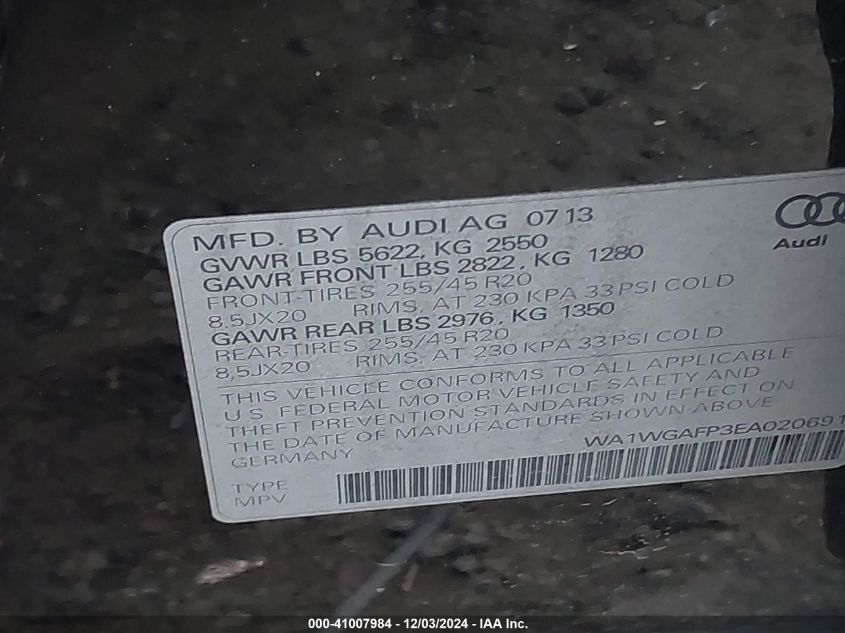 MFD. BY AUDI AG 0713
GVWR LBS 5622, KG 2550
GAWR FRONT LBS 2822, KG 1280
FRONT-TIRES 255/45 R20
8,5JX20 RIMS, AT 230 KPA 33 PSI COLD
GAWR REAR LBS 2976, KG 1350
REAR-TIRES 255/45 R20
8,5JX20 RIMS, AT 230 KPA 33 PSI COLD
Audi
THIS VEHICLE CONFORMS TO ALL APPLICABLE
U.S. FEDERAL MOTOR VEHICLE SAFETY AND
THEFT PREVENTION STANDARDS IN EFFECT ON
THE DATE OF MANUFACTURE SHOWN ABOVE
GERMANY WA1WGAFP3EA020691
TYPE
MPV
000-41007984 - 12/03/2024 - IAA Inc.